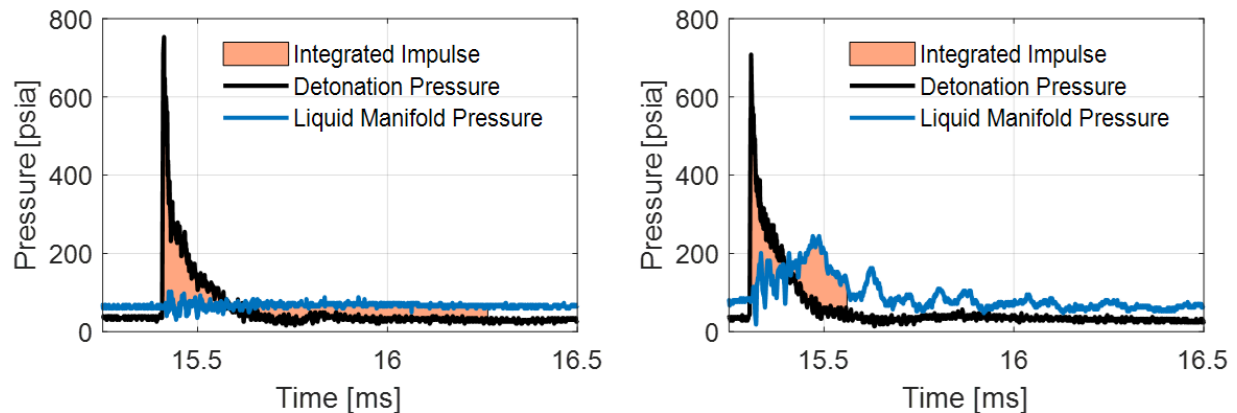 800
600
400
200
0
Pressure [psia]
Integrated Impulse
Detonation Pressure
Liquid Manifold Pressure
15.5
16
16.5
Time [ms]
800
600
400
200
0
Pressure [psia]
Integrated Impulse
Detonation Pressure
Liquid Manifold Pressure
15.5
16
16.5
Time [ms]